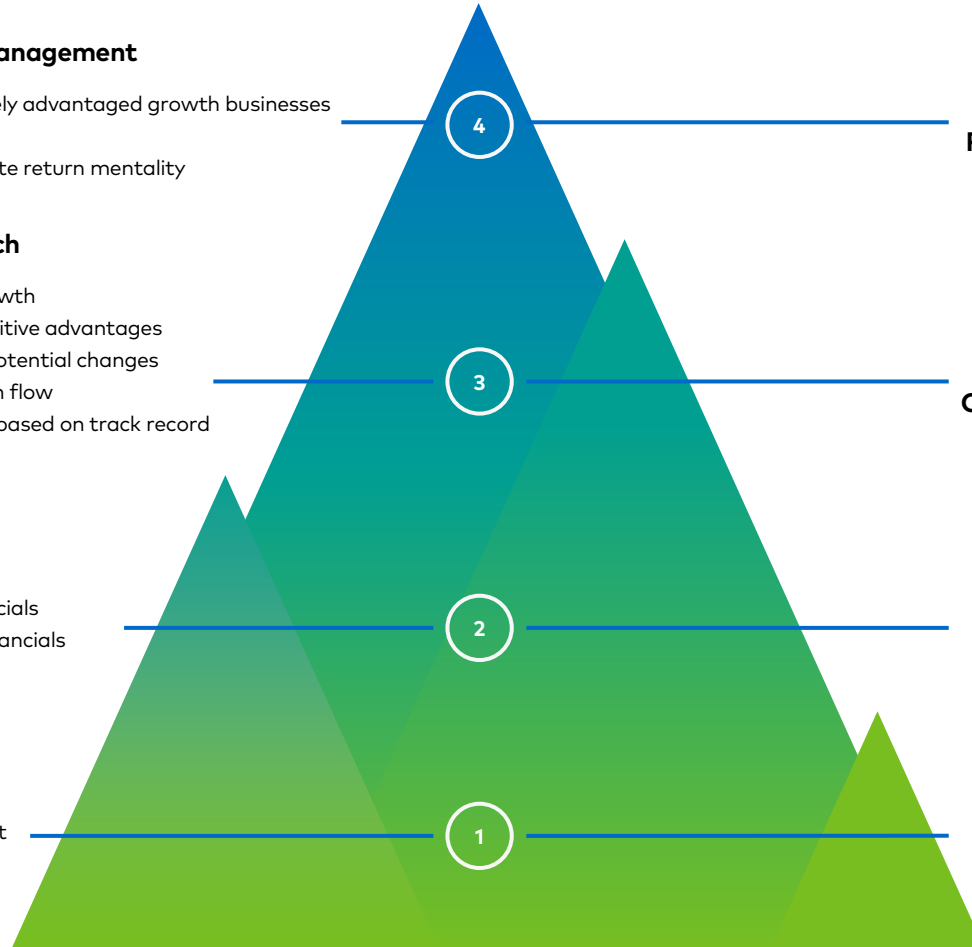 anagement
ely advantaged growth businesses
4
te return mentality
ch
wth
itive advantages
otential changes
3
n flow
based on track record
cials
2
ancials
t
1